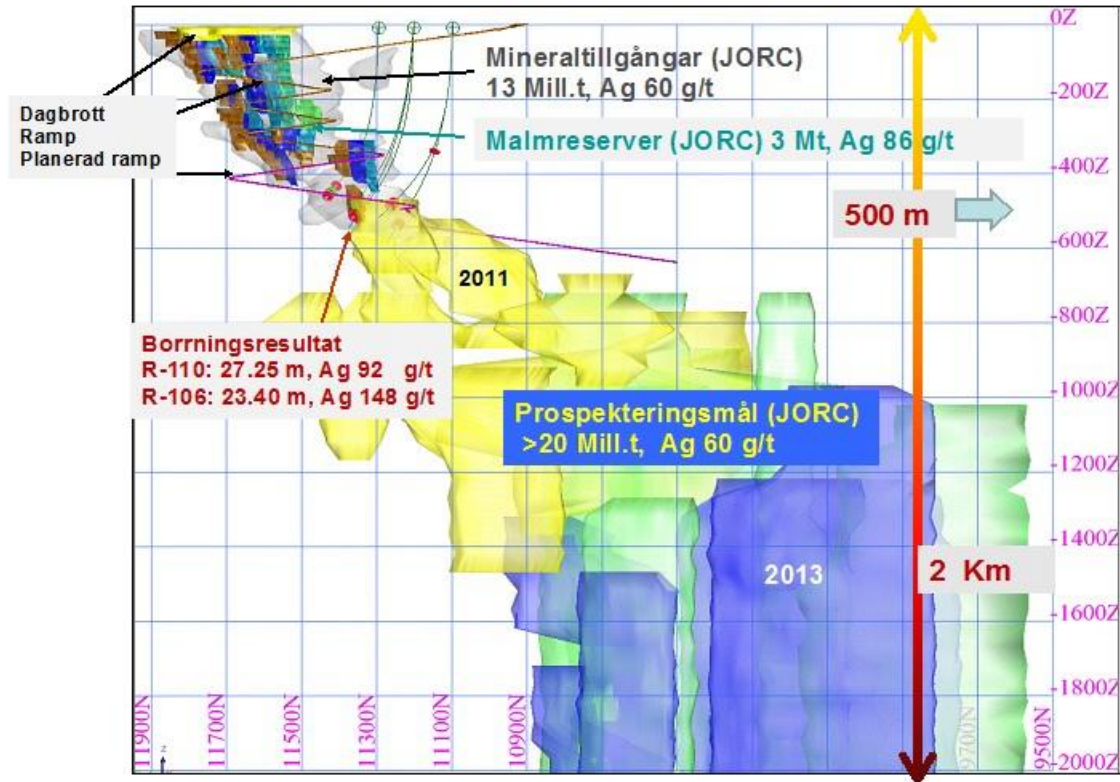 0Z
Mineraltillgångar (JORC)
13 Mill.t, Ag 60 g/t
-200Z
Dagbrott
Ramp
Planerad ramp
Malmreserver (JORC) 3 Mt, Ag 86 g/t
-400Z
500 m
-600Z
2011
-800Z
Borrningsresultat
R-110: 27.25 m, Ag 92 g/t
R-106: 23.40 m, Ag 148 g/t
-1000Z
Prospekteringsmål (JORC)
>20 Mill.t, Ag 60 g/t
-1200Z
-1400Z
2013
2 Km
-1600Z
-1800Z
11900N
11700N
11500N
11300N
11100N
10900N
9700N
9500N
z
-2000Z